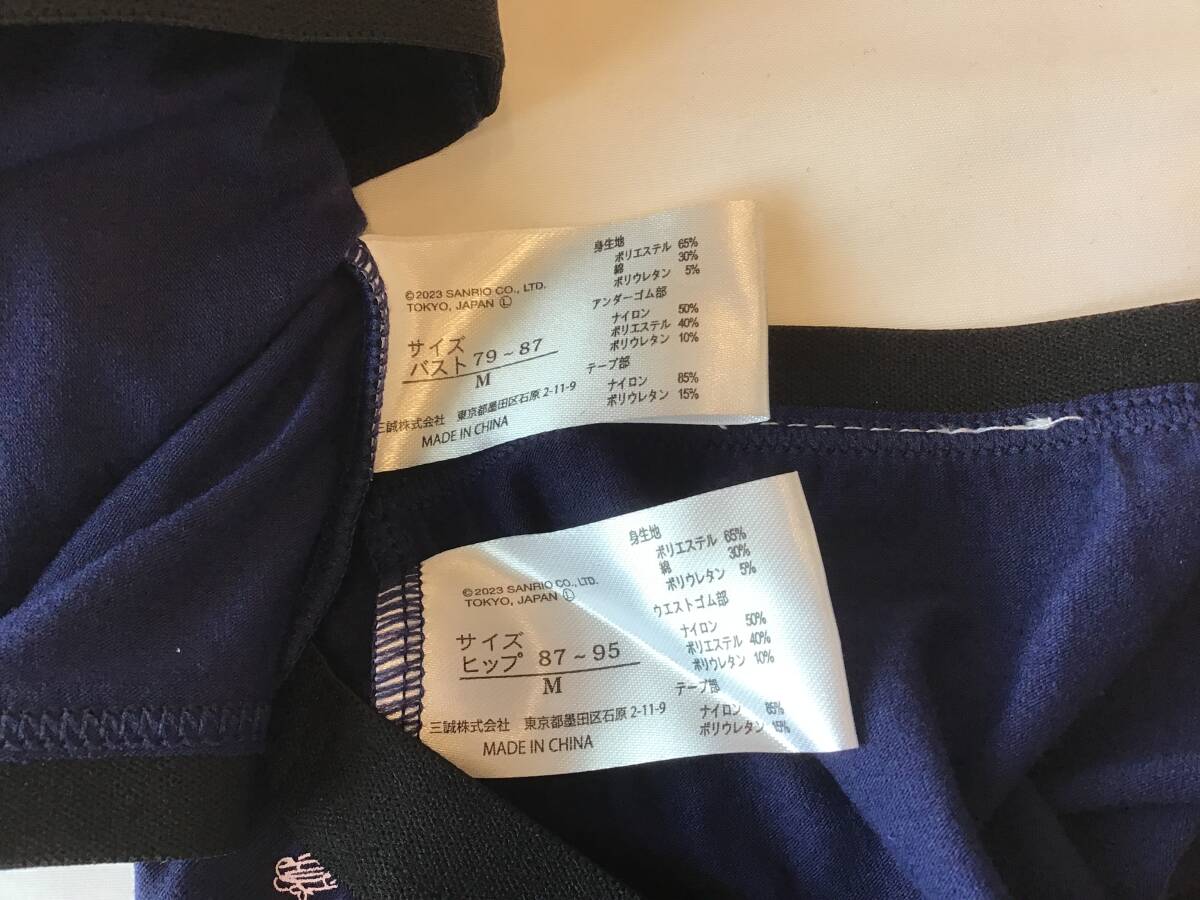 ©2023 SANRIO CO., LTD.
TOKYO, JAPAN Ⓛ
サイズ
バスト 79~87
M
三誠株式会社 東京都墨田区石原 2-11-9
MADE IN CHINA
身生地
ポリエステル 65%
綿 30%
ポリウレタン 5%
アンダーゴム部
ナイロン 50%
ポリエステル 40%
ポリウレタン 10%
テープ部
ナイロン 85%
ポリウレタン 15%
©2023 SANRIO CO., LTD.
TOKYO, JAPAN Ⓛ
サイズ
ヒップ 87~95
M
三誠株式会社 東京都墨田区石原 2-11-9
MADE IN CHINA
身生地
ポリエステル 65%
綿 30%
ポリウレタン 5%
ウエストゴム部
ナイロン 50%
ポリエステル 40%
ポリウレタン 10%
テープ部
ナイロン 85%
ポリウレタン 15%